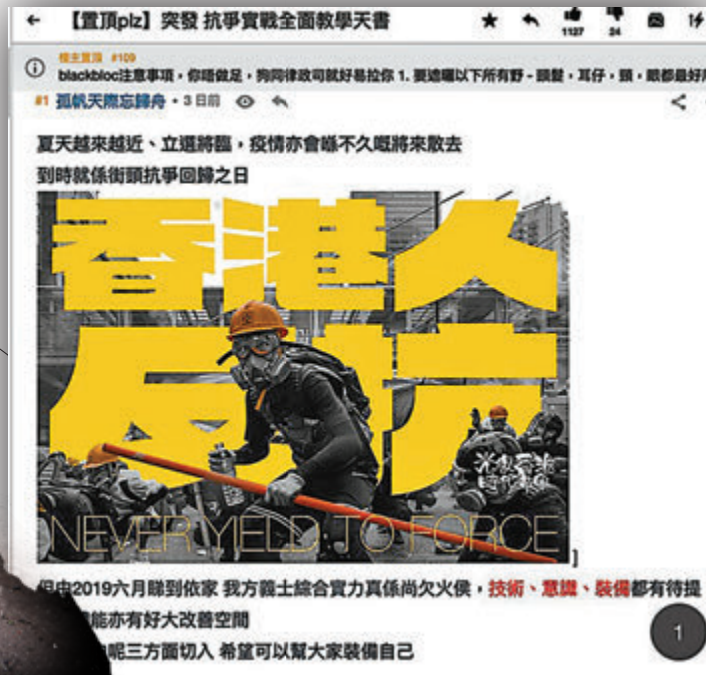 【置頂plz】突發 抗爭實戰全面教學天書
1127
24
樓主置頂 #109
blackbloc注意事項，你唔做足，狗同律政司就好易拉你 1. 要遮曬以下所有野 - 頭髮，耳仔，頸，眼都最好
#1 孤帆天際忘歸舟・3日前
夏天越來越近、立選將臨，疫情亦會喺不久嘅將來散去
到時就係街頭抗爭回歸之日
香港人
反抗
NEVER YIELD TO FORCE
]
但由2019六月睇到依家 我方義士綜合實力真係尚欠火侯，技術、意識、裝備都有待提
能亦有好大改善空間
呢三方面切入 希望可以幫大家裝備自己
1